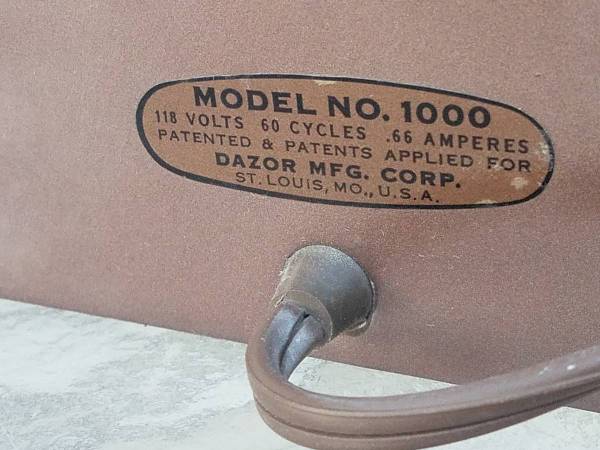 MODEL NO. 1000
118 VOLTS 60 CYCLES .66 AMPERES
PATENTED & PATENTS APPLIED FOR
DAZOR MFG. CORP.
ST. LOUIS, MO., U.S.A.